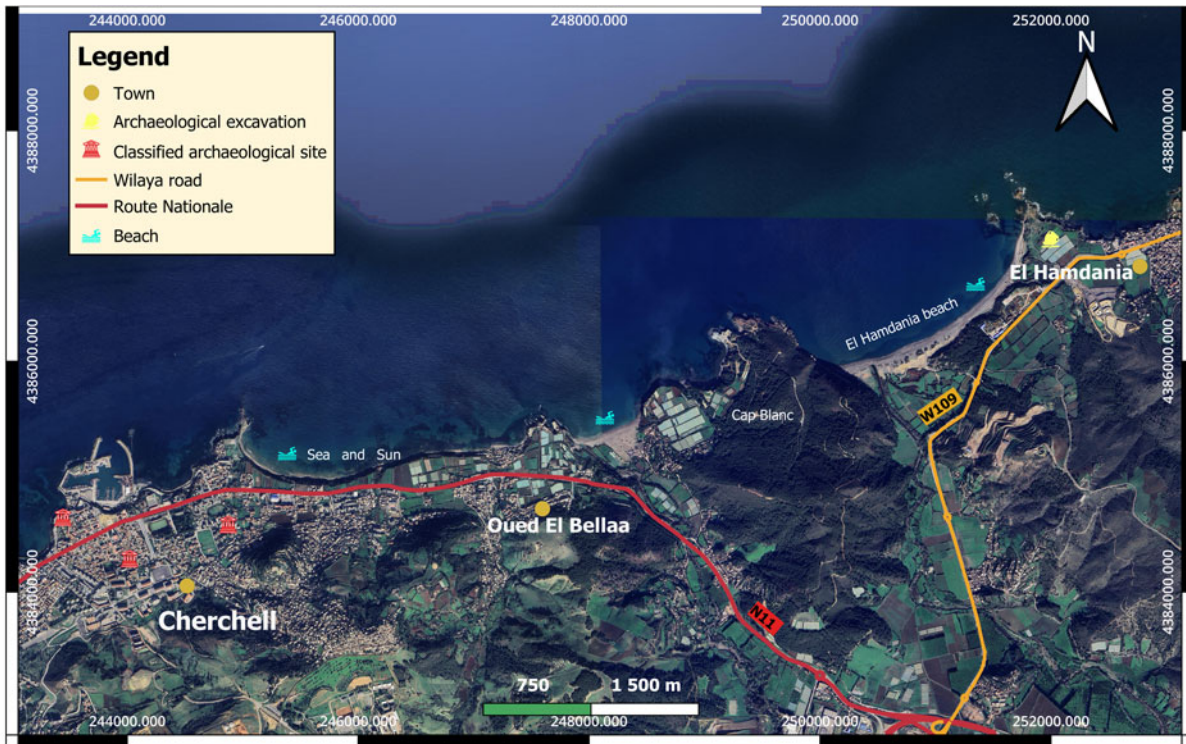 244000.000 246000.000 248000.000 250000.000 252000.000
N
Legend
Town
Archaeological excavation
Classified archaeological site
Wilaya road
Route Nationale
Beach
4388000.000
4388000.000
El Hamdania
El Hamdania beach
4386000.000
4386000.000
W109
Cap Blanc
Sea and Sun
Oued El Bellaa
4384000.000
4384000.000
Cherchell
N11
750 1 500 m
244000.000 246000.000 248000.000 250000.000 252000.000